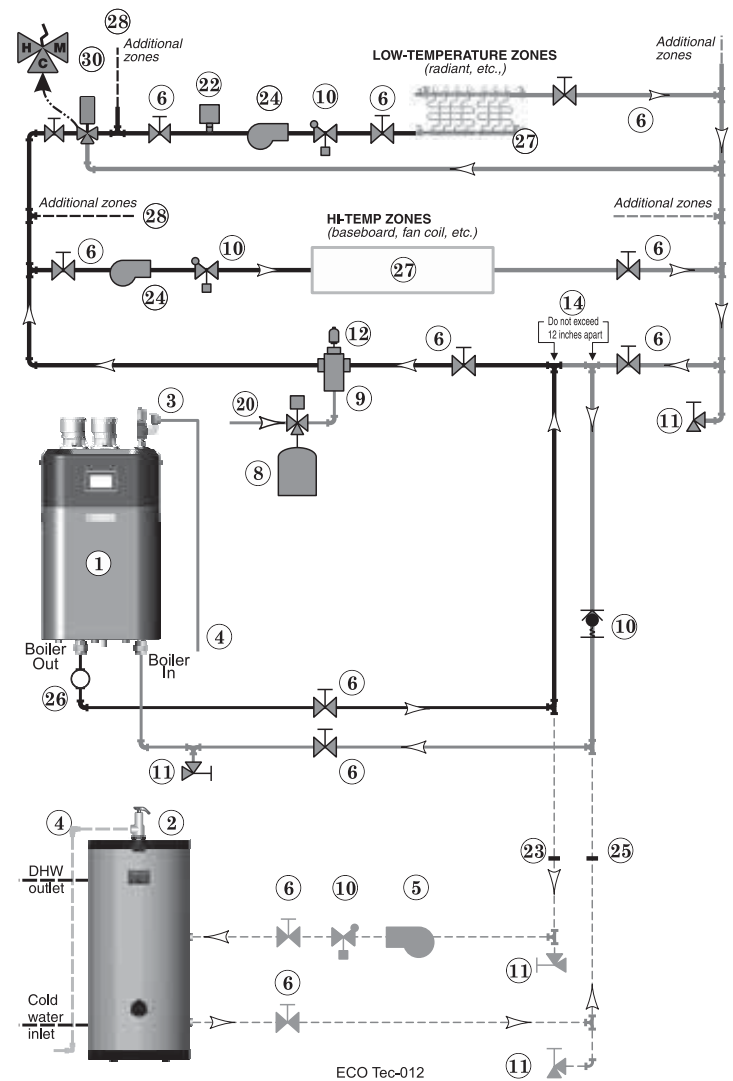 28
Additional
zones
Additional
zones
H M
C
30
LOW-TEMPERATURE ZONES
(radiant, etc.,)
6
22
24
10
6
6
27
Additional zones
28
Additional zones
HI-TEMP ZONES
(baseboard, fan coil, etc.)
6
10
6
24
27
14
Do not exceed
12 inches apart
12
6
6
3
20
9
11
8
1
10
4
Boiler
Out
Boiler
In
26
6
11
6
4
2
23
25
DHW
outlet
6
10
5
11
6
Cold
water
inlet
11
ECO Tec-012